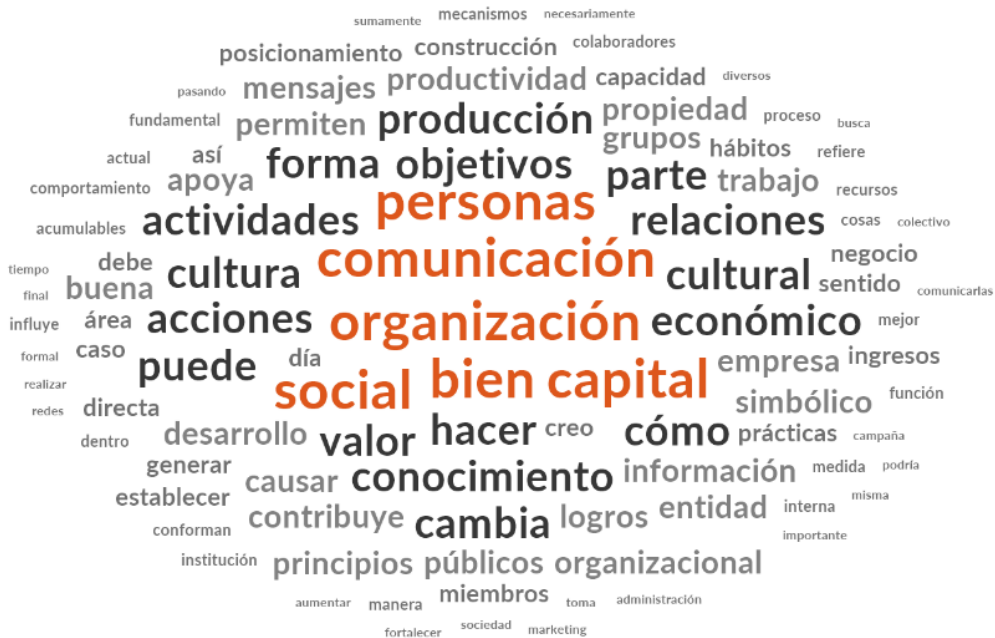 sumamente mecanismos necesariamente
posicionamiento construcción colaboradores
pasando mensajes productividad capacidad diversos
fundamental permiten producción propiedad proceso busca
actual así forma objetivos grupos hábitos refiere
comportamiento apoya personas parte trabajo recursos
acumulables actividades relaciones cosas colectivo
tiempo debe cultura comunicación cultural negocio
final buena sentido comunicarlas
influye área acciones organización económico mejor
formal caso puede día empresa ingresos
realizar social bien capital simbólico función
redes directa
dentro desarrollo valor hacer creo cómo prácticas campaña
generar causar conocimiento información medida podría
establecer contribuye cambia logros entidad interna misma
conforman importante
institución principios públicos organizacional
aumentar manera miembros toma administración
fortalecer sociedad marketing